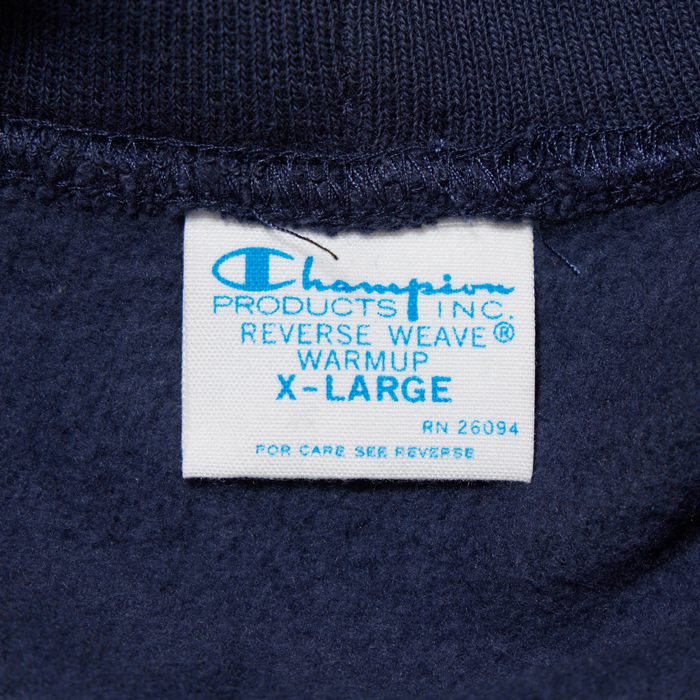 Champion
PRODUCTS INC.
REVERSE WEAVE®
WARMUP
X-LARGE
RN 26094
FOR CARE SEE REVERSE